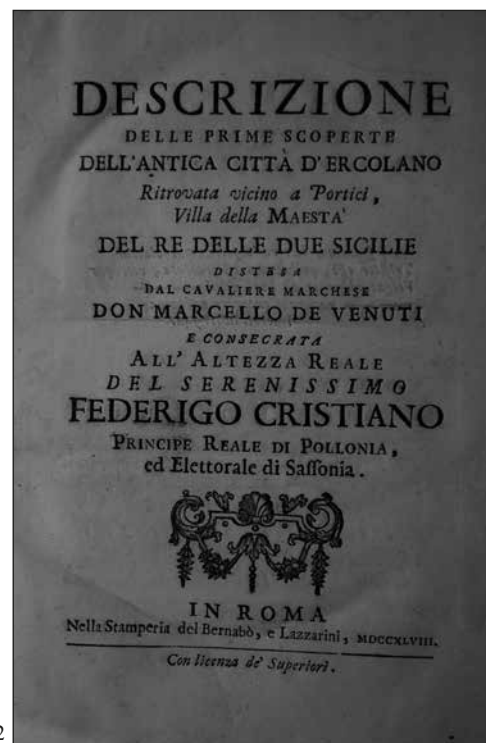 DESCRIZIONE
DELLE PRIME SCOPERTE
DELL'ANTICA CITTÀ D'ERCOLANO
Ritrovata vicino a Portici,
Villa della MAESTA'
DEL RE DELLE DUE SICILIE
DISTESA
DAL CAVALIERE MARCHESE
DON MARCELLO DE VENUTI
E CONSECRATA
ALL' ALTEZZA REALE
DEL SERENISSIMO
FEDERIGO CRISTIANO
PRINCIPE REALE DI POLLONIA,
ed Elettorale di Sassonia.
IN ROMA
Nella Stamperia del Bernabò, e Lazzarini, MDCCXLVIII.
Con licenza de' Superiori.
2